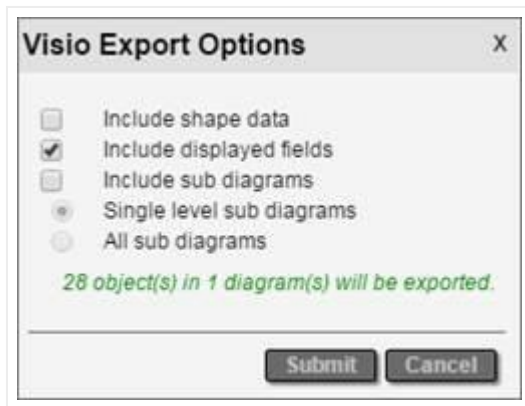 Visio Export Options X
Include shape data
Include displayed fields
Include sub diagrams
Single level sub diagrams
All sub diagrams
28 object(s) in 1 diagram(s) will be exported.
Submit Cancel